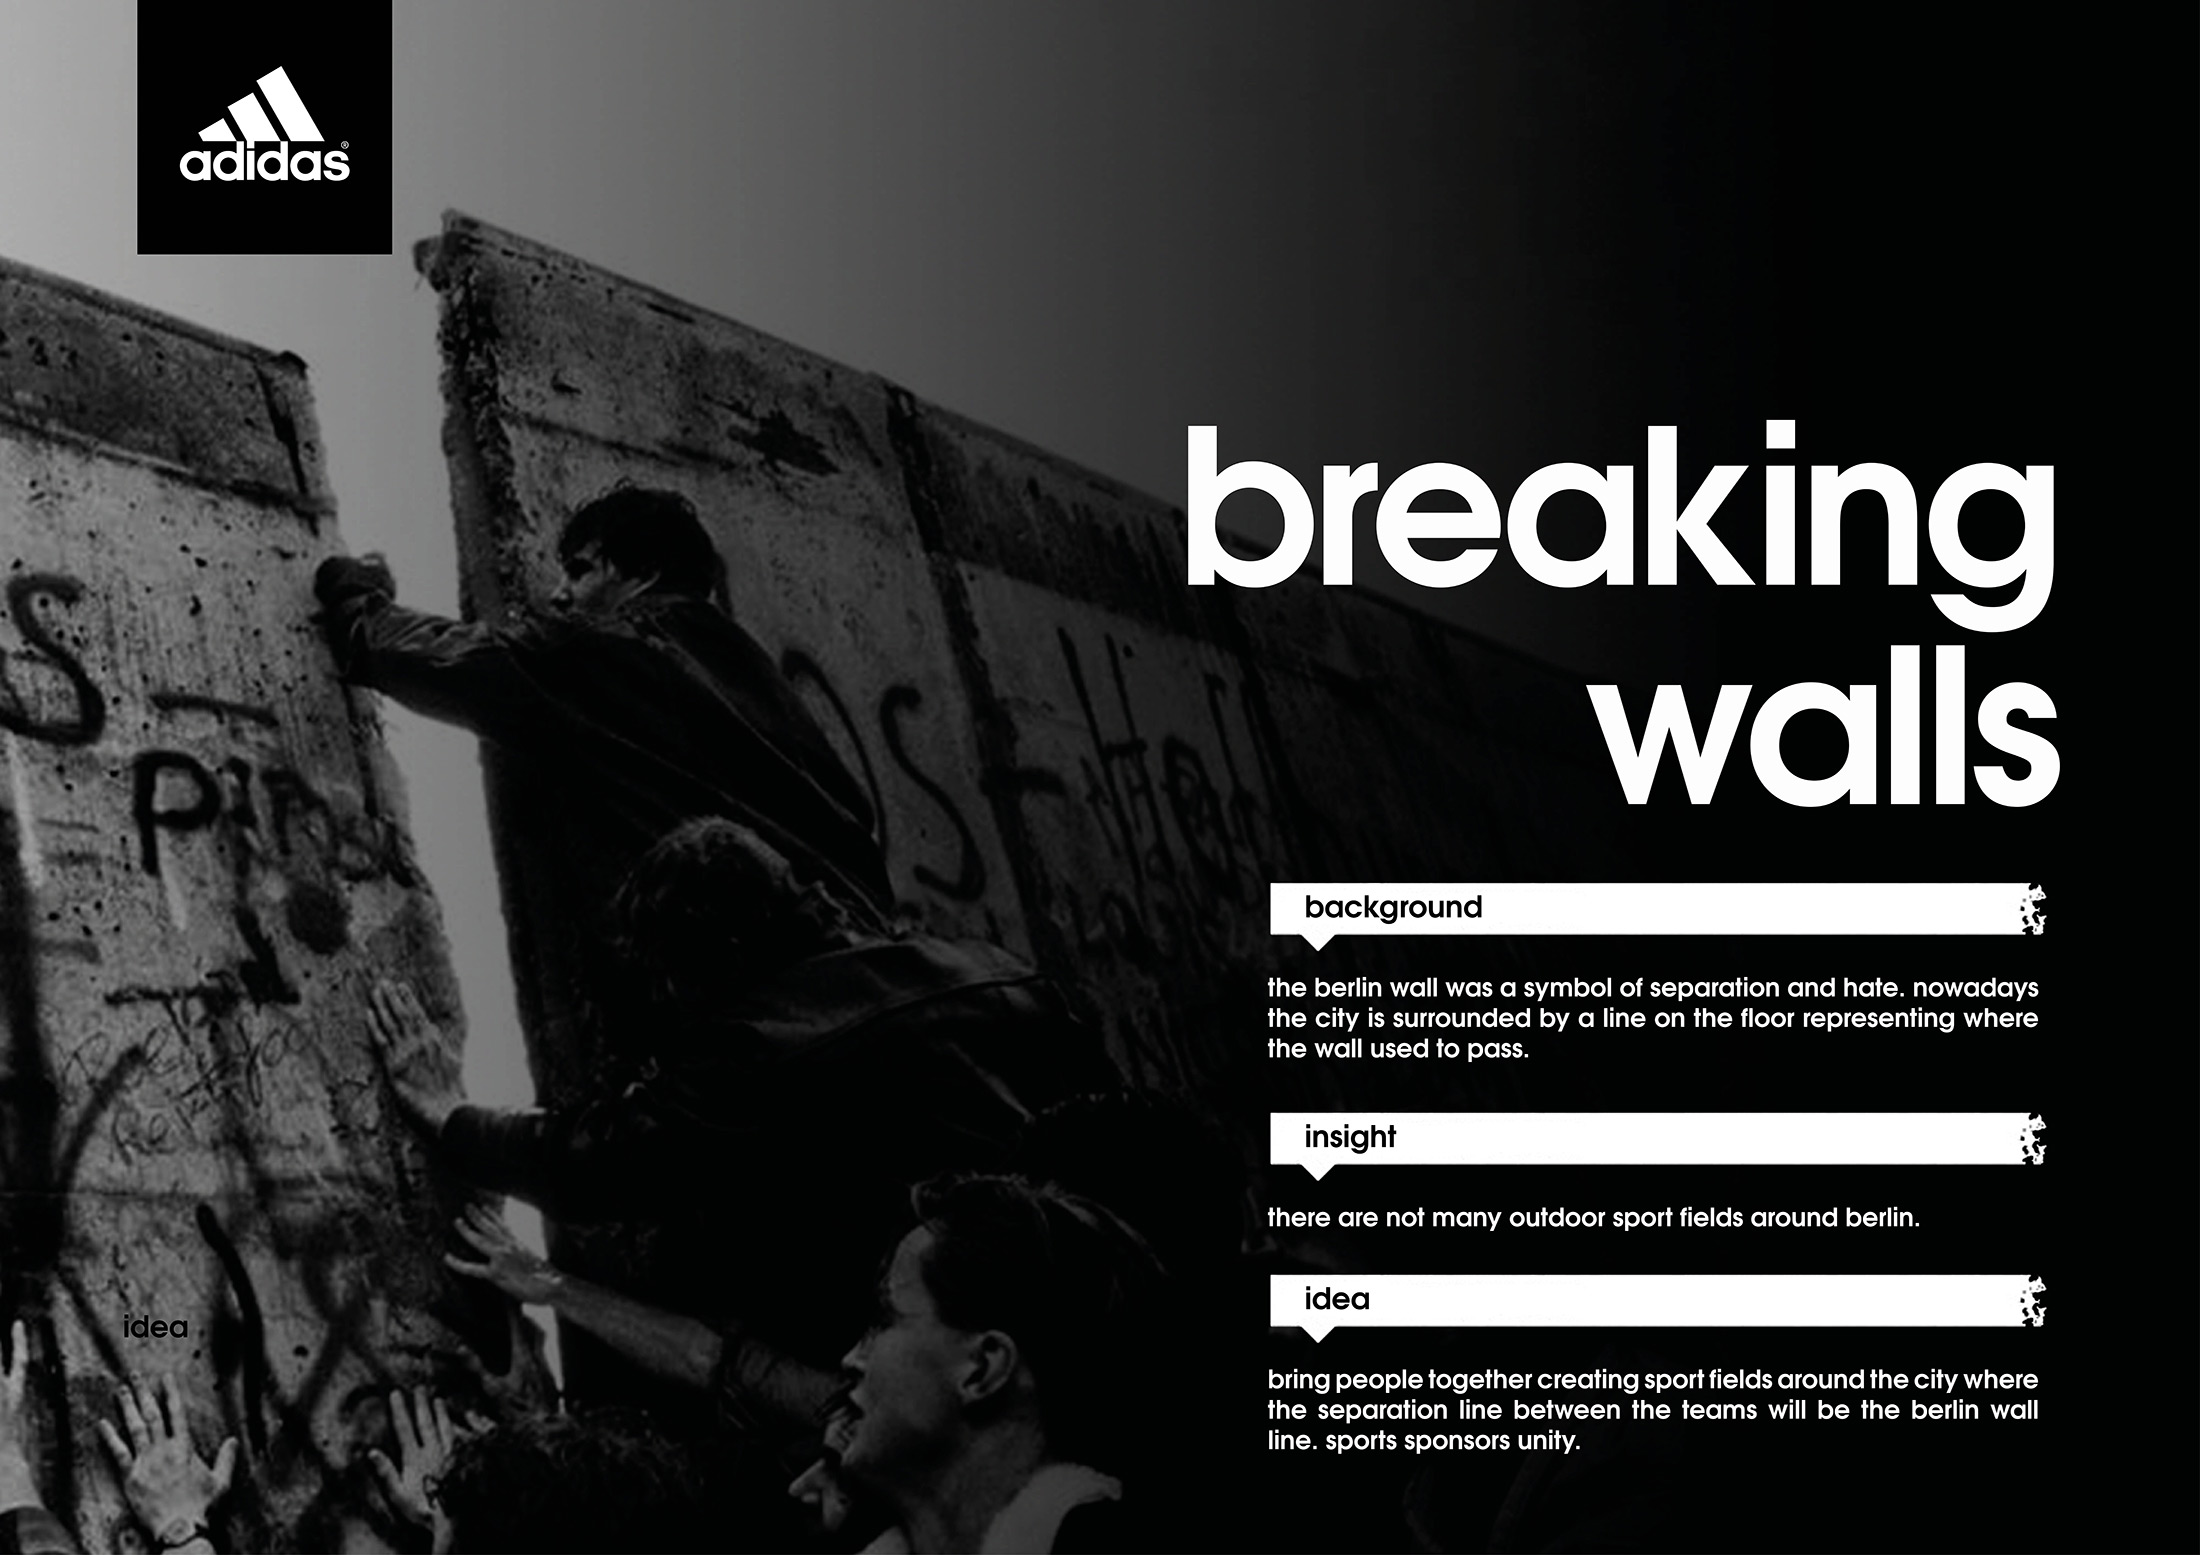 adidas®
breaking
walls
background
the berlin wall was a symbol of separation and hate. nowadays
the city is surrounded by a line on the floor representing where
the wall used to pass.
insight
there are not many outdoor sport fields around berlin.
idea
idea
bring people together creating sport fields around the city where
the separation line between the teams will be the berlin wall
line. sports sponsors unity.